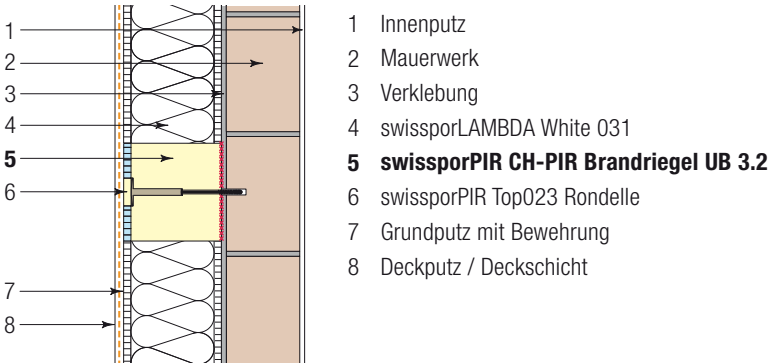 1
2
3
4
5
6
7
8
1 Innenputz
2 Mauerwerk
3 Verklebung
4 swissporLAMBDA White 031
5 swissporPIR CH-PIR Brandriegel UB 3.2
6 swissporPIR Top023 Rondelle
7 Grundputz mit Bewehrung
8 Deckputz / Deckschicht